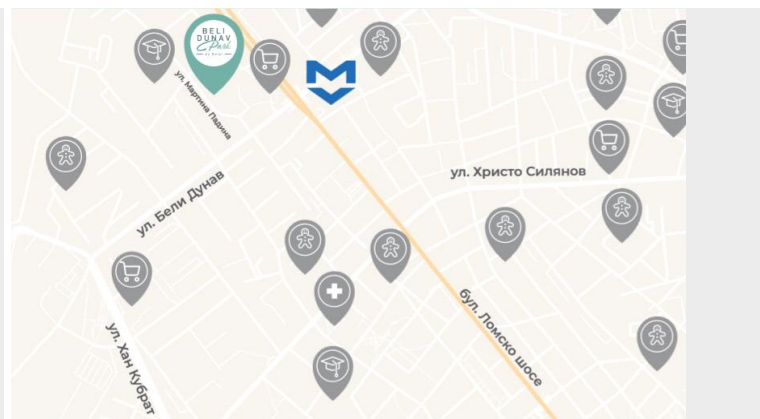 BELI
DUNAV
Park
ул. Мартина Падина
ул. Христо Силянов
ул. Бели Дунав
бул. Ломско шосе
ул. Хан Кубрат